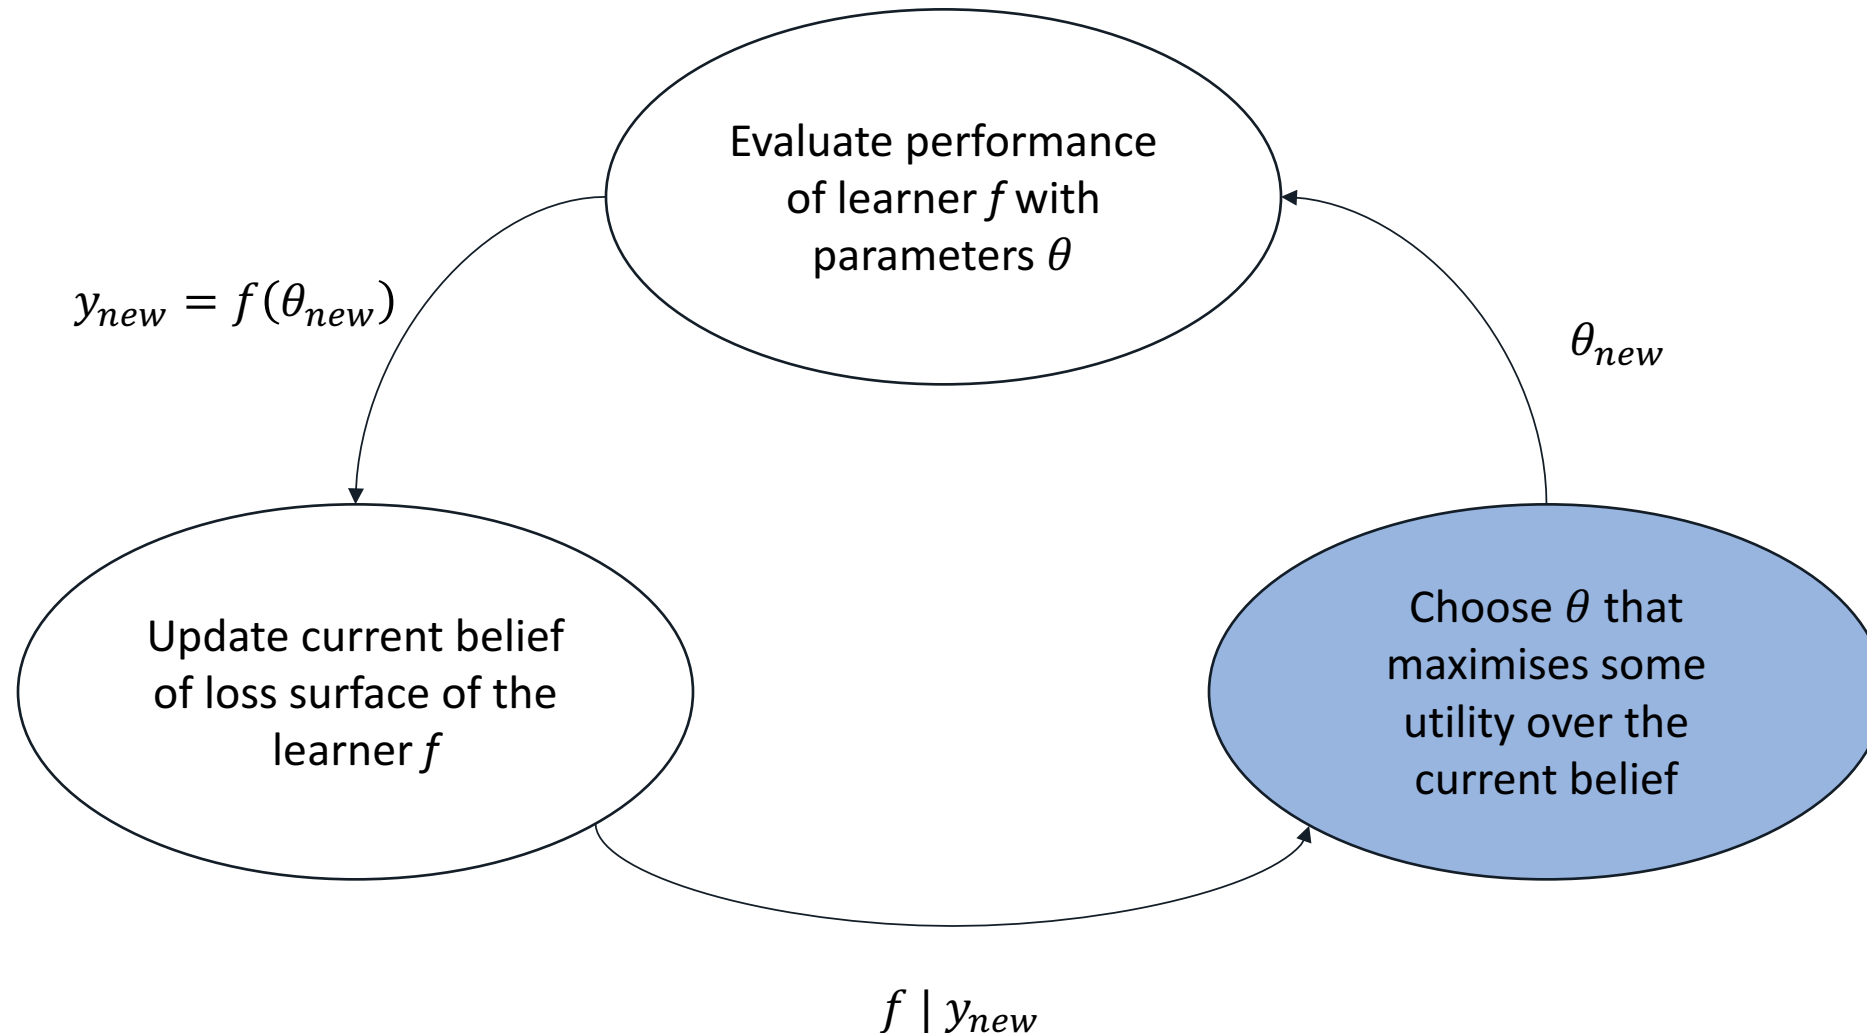 Evaluate performance
of learner f with
parameters θ
y_new = f(θ_new)
θ_new
Update current belief
of loss surface of the
learner f
Choose θ that
maximises some
utility over the
current belief
f | y_new